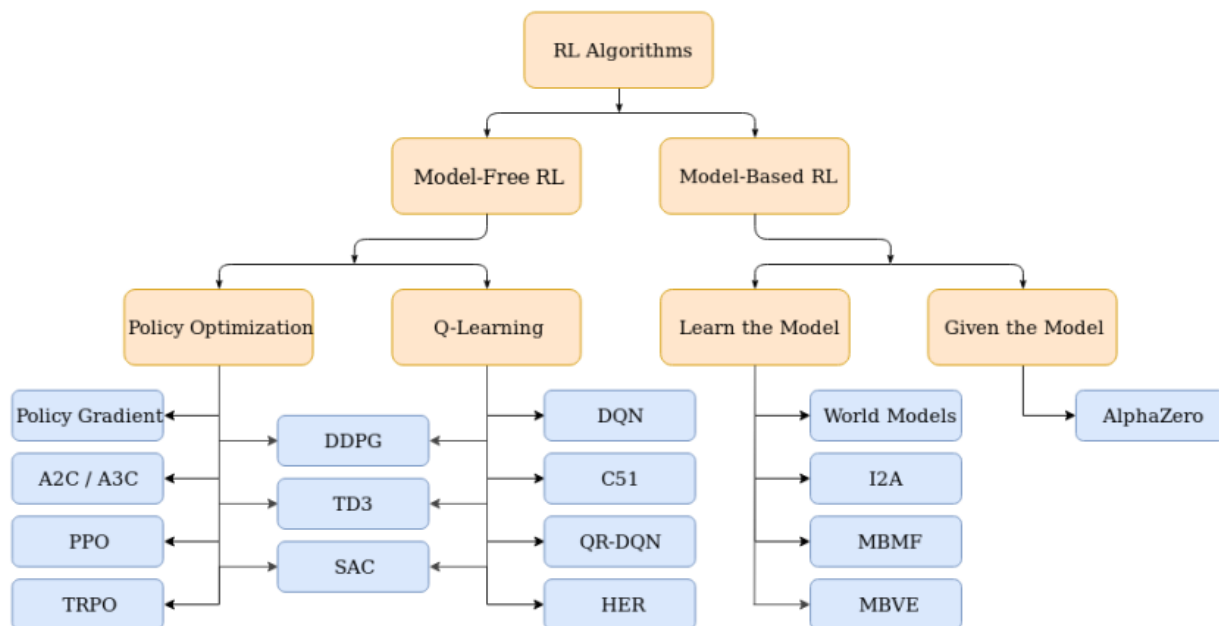 RL Algorithms
Model-Free RL
Model-Based RL
Policy Optimization
Q-Learning
Learn the Model
Given the Model
Policy Gradient
DDPG
DQN
World Models
AlphaZero
A2C / A3C
TD3
C51
I2A
PPO
SAC
QR-DQN
MBMF
TRPO
HER
MBVE